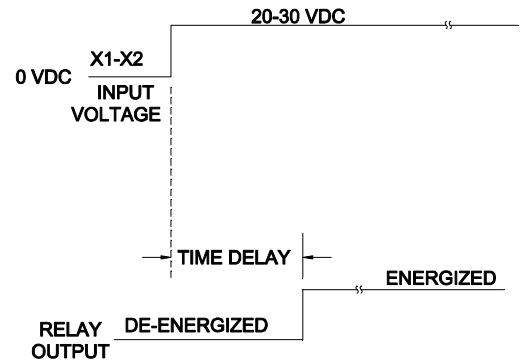 20-30 VDC
X1-X2
0 VDC
INPUT
VOLTAGE
TIME DELAY
ENERGIZED
DE-ENERGIZED
RELAY
OUTPUT